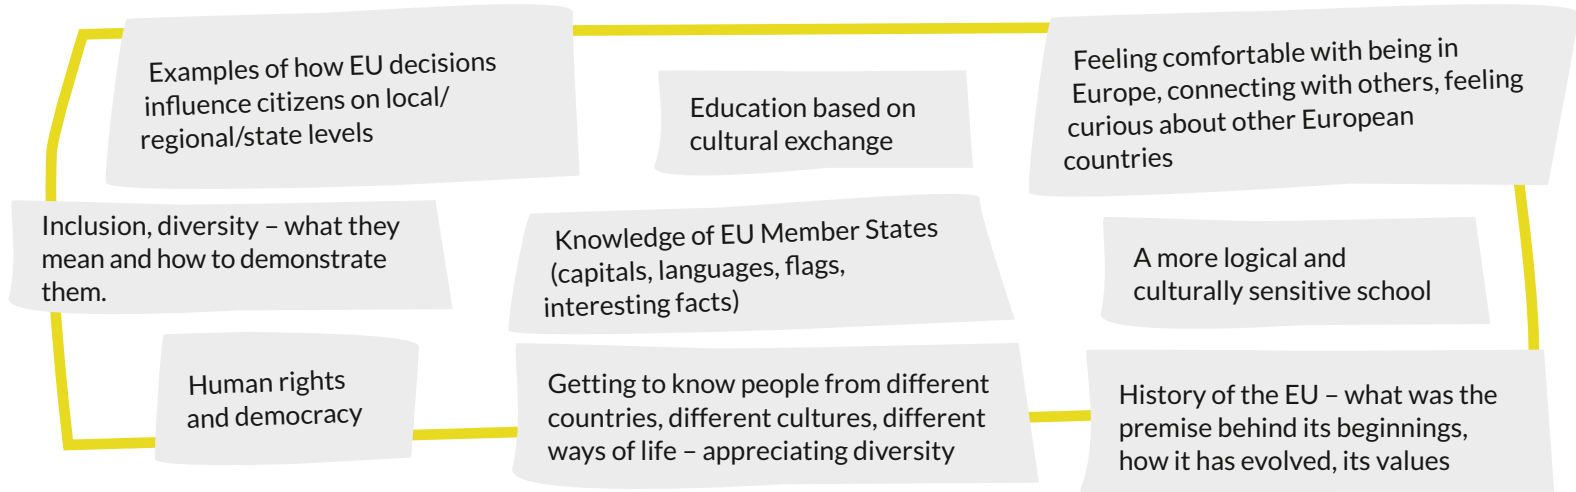 Examples of how EU decisions
influence citizens on local/
regional/state levels
Education based on
cultural exchange
Feeling comfortable with being in
Europe, connecting with others, feeling
curious about other European
countries
Inclusion, diversity – what they
mean and how to demonstrate
them.
Knowledge of EU Member States
(capitals, languages, flags,
interesting facts)
A more logical and
culturally sensitive school
Human rights
and democracy
Getting to know people from different
countries, different cultures, different
ways of life – appreciating diversity
History of the EU – what was the
premise behind its beginnings,
how it has evolved, its values